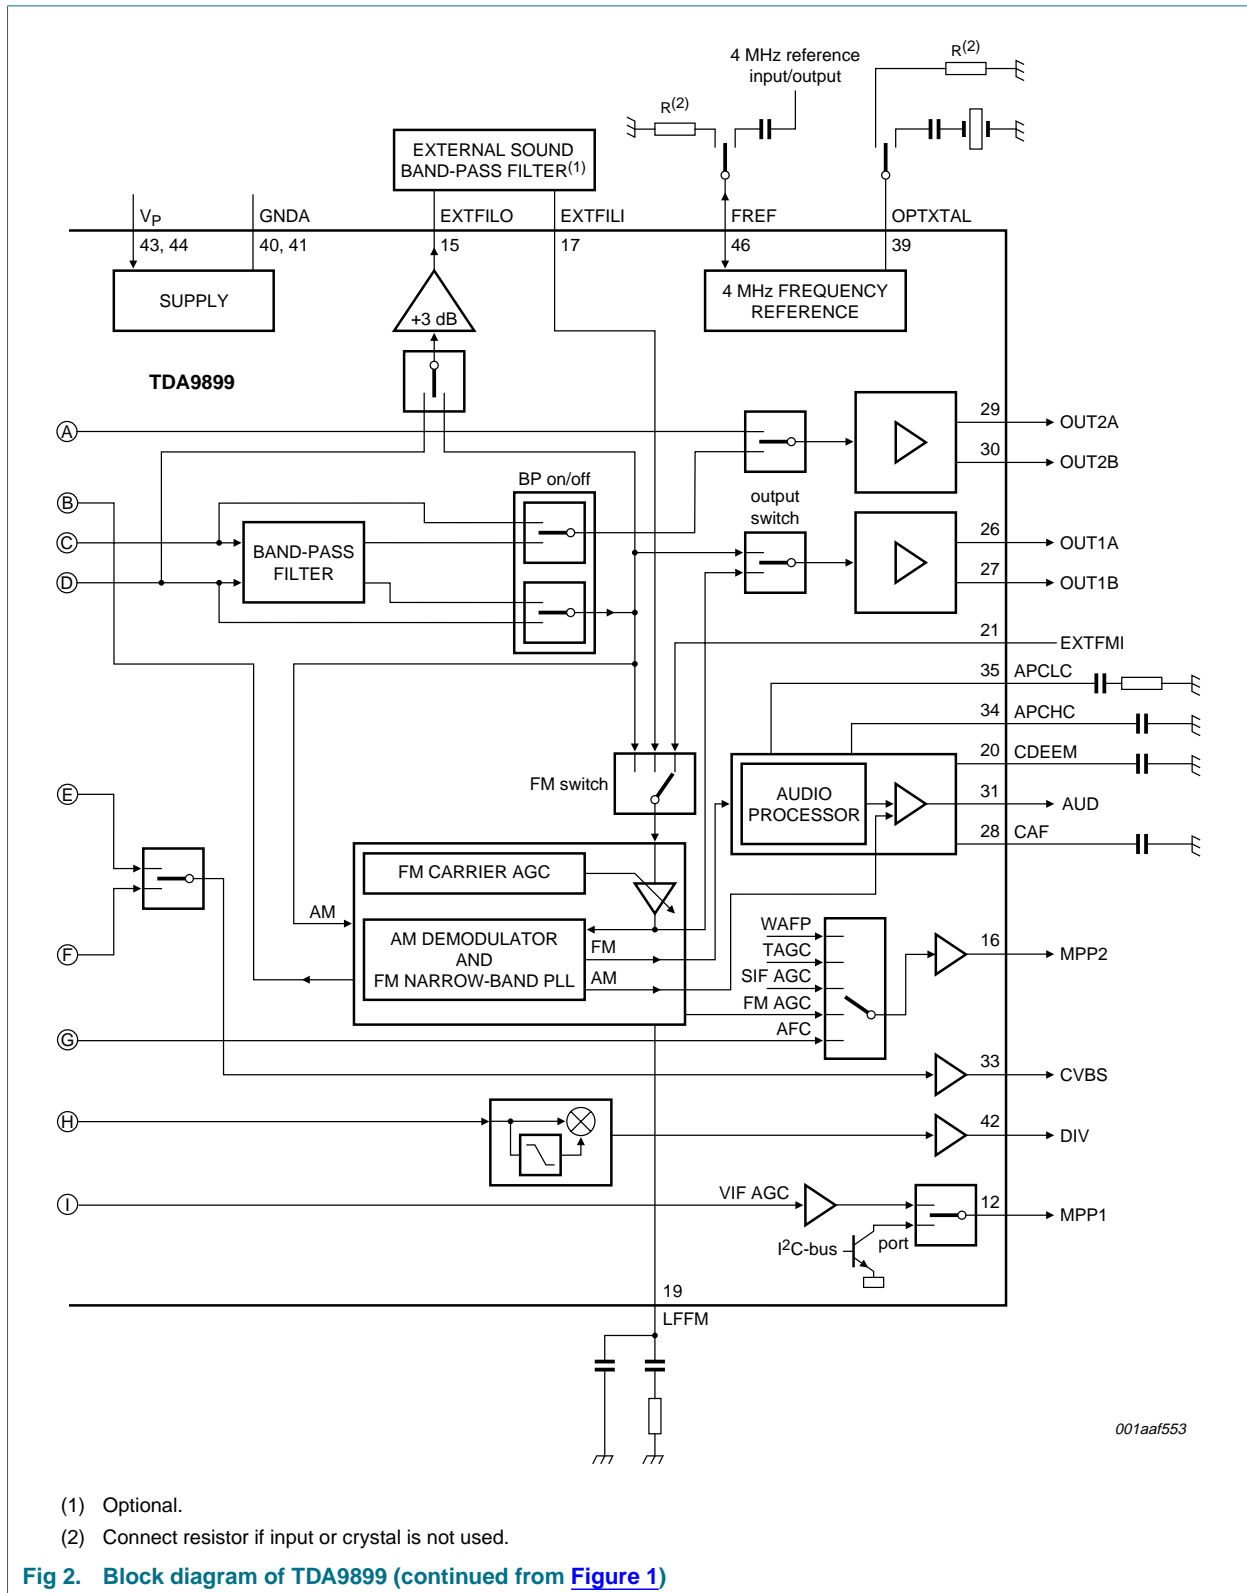 4 MHz reference
input/output
R(2)
R(2)
EXTERNAL SOUND
BAND-PASS FILTER(1)
VP
GNDA
EXTFILO
EXTFILI
FREF
OPTXTAL
43, 44
40, 41
15
17
46
39
SUPPLY
+3 dB
4 MHz FREQUENCY
REFERENCE
TDA9899
A
29
OUT2A
30
OUT2B
BP on/off
B
output
switch
C
BAND-PASS
FILTER
26
OUT1A
D
27
OUT1B
21
EXTFMI
35
APCLC
34
APCHC
20
CDEEM
FM switch
E
AUDIO
PROCESSOR
31
AUD
28
CAF
FM CARRIER AGC
AM
AM DEMODULATOR
AND
FM NARROW-BAND PLL
FM
AM
F
WAFP
TAGC
SIF AGC
FM AGC
AFC
16
MPP2
G
33
CVBS
H
42
DIV
I
VIF AGC
12
MPP1
I2C-bus
port
19
LFFM
001aaf553
(1) Optional.
(2) Connect resistor if input or crystal is not used.
Fig 2. Block diagram of TDA9899 (continued from Figure 1)